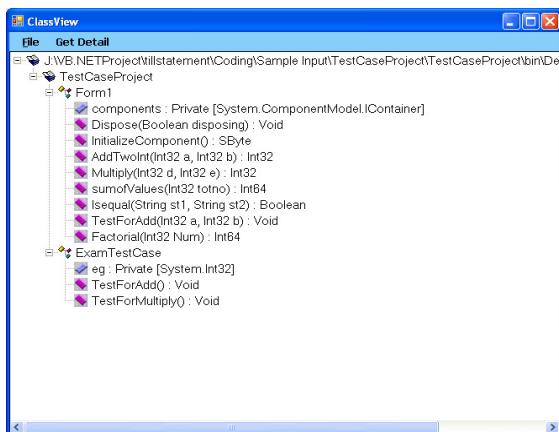 ClassView
File Get Detail
J:\VB.NETProject\tillstatement\Coding\Sample Input\TestCaseProject\TestCaseProject\bin\De
TestCaseProject
Form1
components : Private [System.ComponentModel.IContainer]
Dispose(Boolean disposing) : Void
InitializeComponent() : SByte
AddTwoInt(Int32 a, Int32 b) : Int32
Multiply(Int32 d, Int32 e) : Int32
sumofValues(Int32 totno) : Int64
Isequal(String st1, String st2) : Boolean
TestForAdd(Int32 a, Int32 b) : Void
Factorial(Int32 Num) : Int64
ExamTestCase
eg : Private [System.Int32]
TestForAdd() : Void
TestForMultiply() : Void